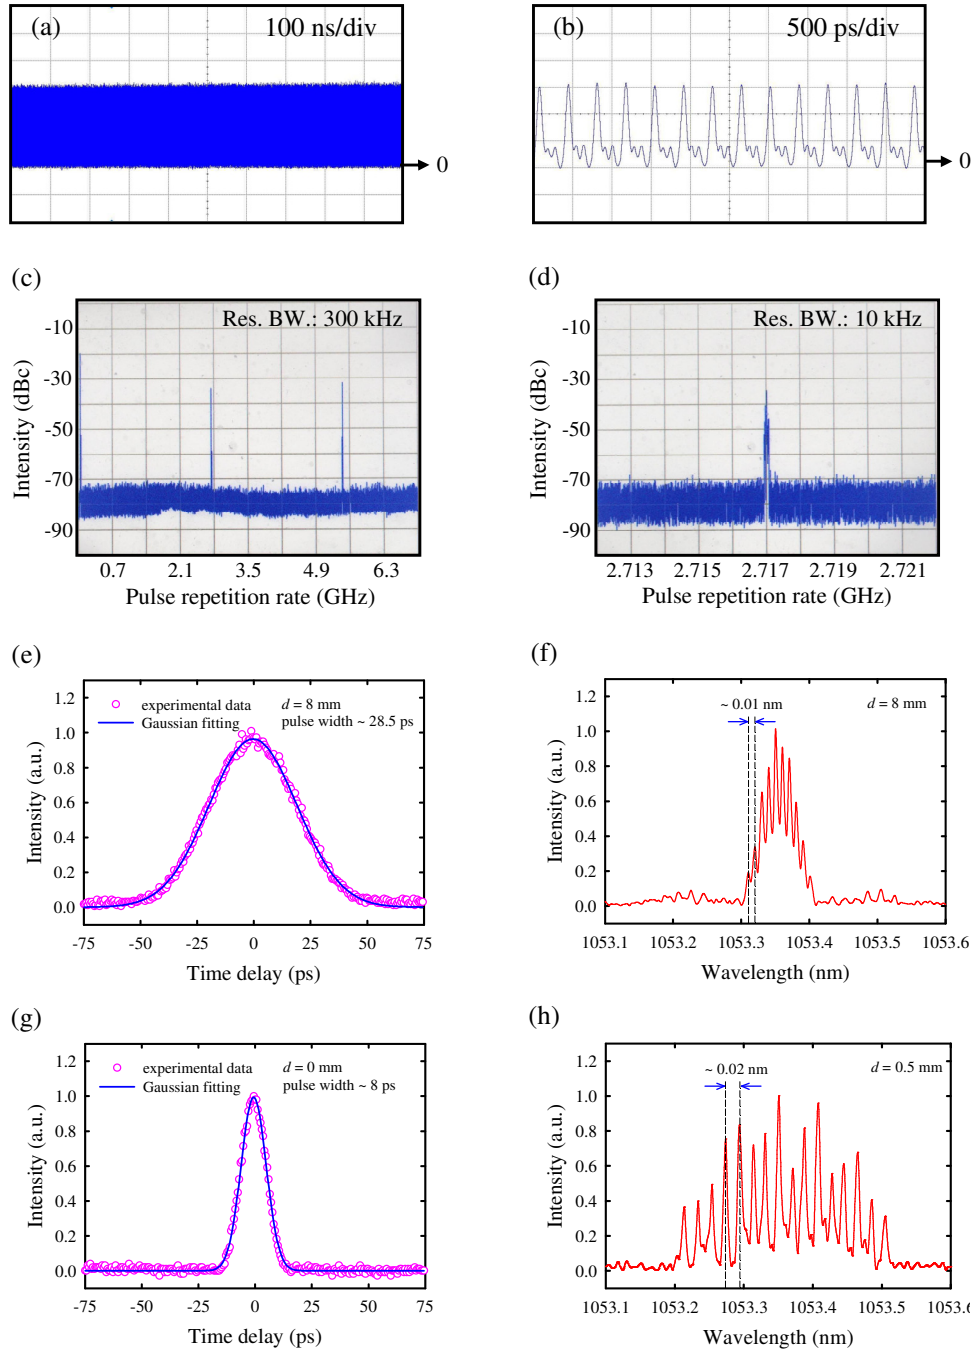 (a)
100 ns/div
0
(b)
500 ps/div
0
(c)
Res. BW.: 300 kHz
Intensity (dBc)
-10
-30
-50
-70
-90
0.7 2.1 3.5 4.9 6.3
Pulse repetition rate (GHz)
(d)
Res. BW.: 10 kHz
Intensity (dBc)
-10
-30
-50
-70
-90
2.713 2.715 2.717 2.719 2.721
Pulse repetition rate (GHz)
(e)
Intensity (a.u.)
1.2
1.0
0.8
0.6
0.4
0.2
0.0
experimental data
Gaussian fitting
d = 8 mm
pulse width ~ 28.5 ps
-75 -50 -25 0 25 50 75
Time delay (ps)
(f)
Intensity (a.u.)
1.2
1.0
0.8
0.6
0.4
0.2
0.0
~ 0.01 nm
d = 8 mm
1053.1 1053.2 1053.3 1053.4 1053.5 1053.6
Wavelength (nm)
(g)
Intensity (a.u.)
1.2
1.0
0.8
0.6
0.4
0.2
0.0
experimental data
Gaussian fitting
d = 0 mm
pulse width ~ 8 ps
-75 -50 -25 0 25 50 75
Time delay (ps)
(h)
Intensity (a.u.)
1.2
1.0
0.8
0.6
0.4
0.2
0.0
~ 0.02 nm
d = 0.5 mm
1053.1 1053.2 1053.3 1053.4 1053.5 1053.6
Wavelength (nm)